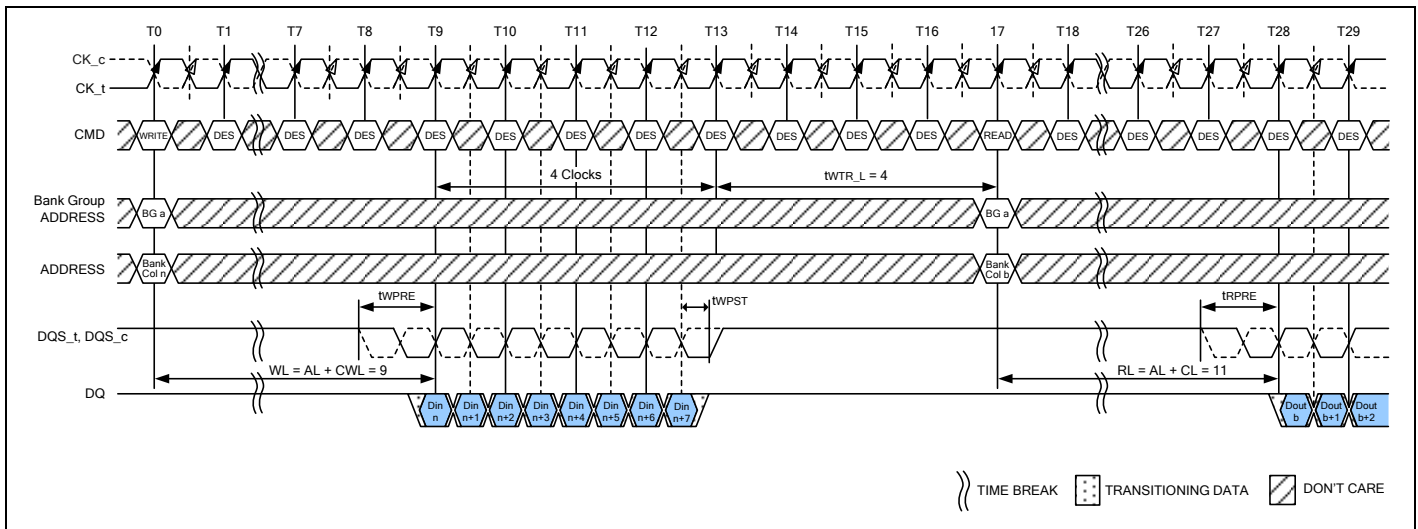 T0 T1 T7 T8 T9 T10 T11 T12 T13 T14 T15 T16 17 T18 T26 T27 T28 T29
CK_c
CK_t
CMD WRITE DES DES DES DES DES DES DES DES DES DES DES READ DES DES DES DES DES
4 Clocks tWTR_L = 4
Bank Group
ADDRESS
BG a BG a
ADDRESS
Bank
Col n
Bank
Col b
tWPRE tWPST tRPRE
DQS_t, DQS_c
WL = AL + CWL = 9 RL = AL + CL = 11
DQ
Din
n
Din
n+1
Din
n+2
Din
n+3
Din
n+4
Din
n+5
Din
n+6
Din
n+7
Dout
b
Dout
b+1
Dout
b+2
TIME BREAK TRANSITIONING DATA DON'T CARE